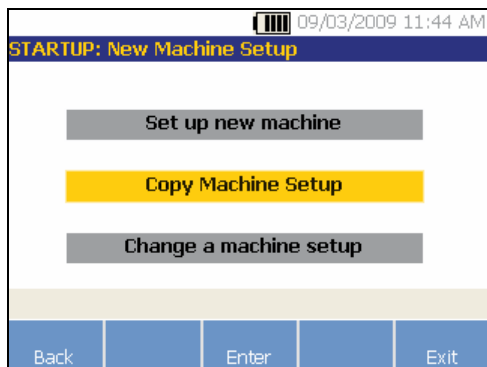 09/03/2009 11:44 AM
STARTUP: New Machine Setup
Set up new machine
Copy Machine Setup
Change a machine setup
Back Enter Exit